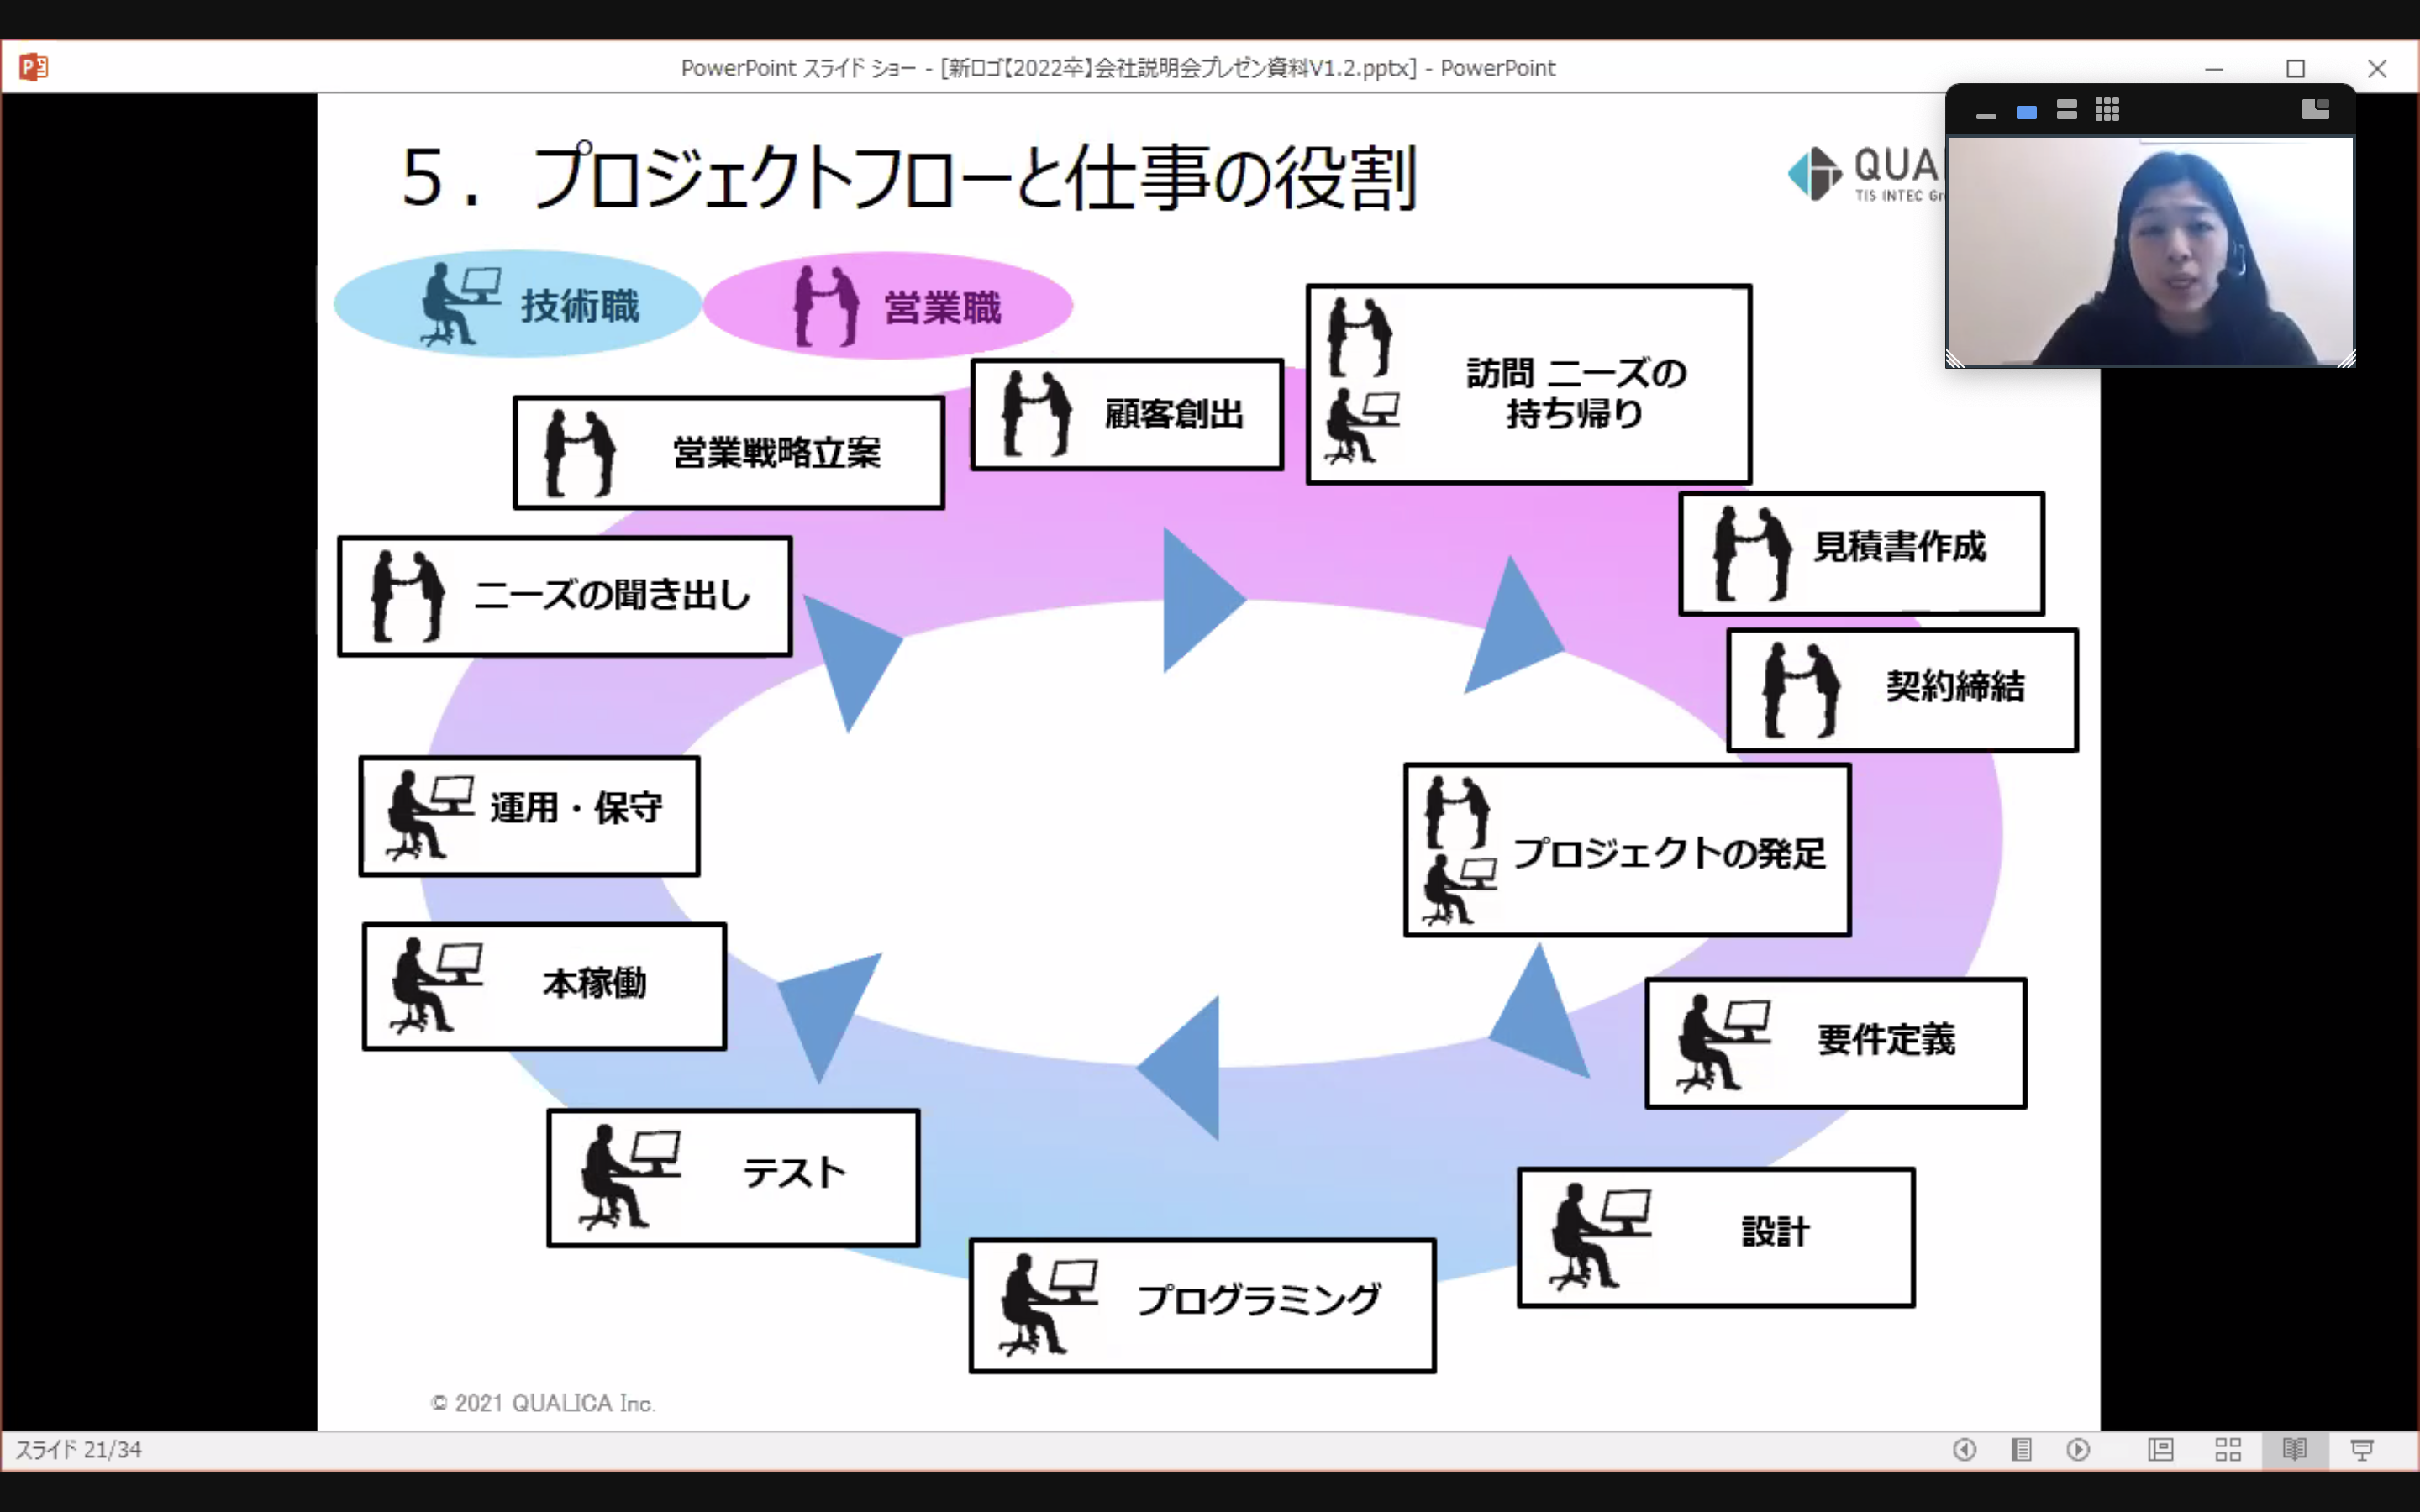 PowerPoint スライド ショー - [新ロゴ【2022卒】会社説明会プレゼン資料V1.2.pptx] - PowerPoint
5．プロジェクトフローと仕事の役割
QUA
TIS INTEC Gr
技術職
営業職
訪問 ニーズの
持ち帰り
顧客創出
営業戦略立案
見積書作成
ニーズの聞き出し
契約締結
運用・保守
プロジェクトの発足
本稼働
要件定義
テスト
設計
プログラミング
© 2021 QUALICA Inc.
スライド 21/34